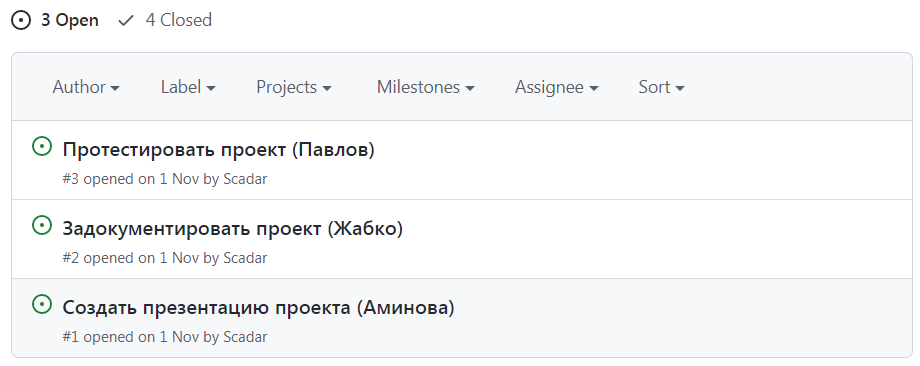 3 Open 4 Closed
Author Label Projects Milestones Assignee Sort
Протестировать проект (Павлов)
#3 opened on 1 Nov by Scadar
Задокументировать проект (Жабко)
#2 opened on 1 Nov by Scadar
Создать презентацию проекта (Аминова)
#1 opened on 1 Nov by Scadar